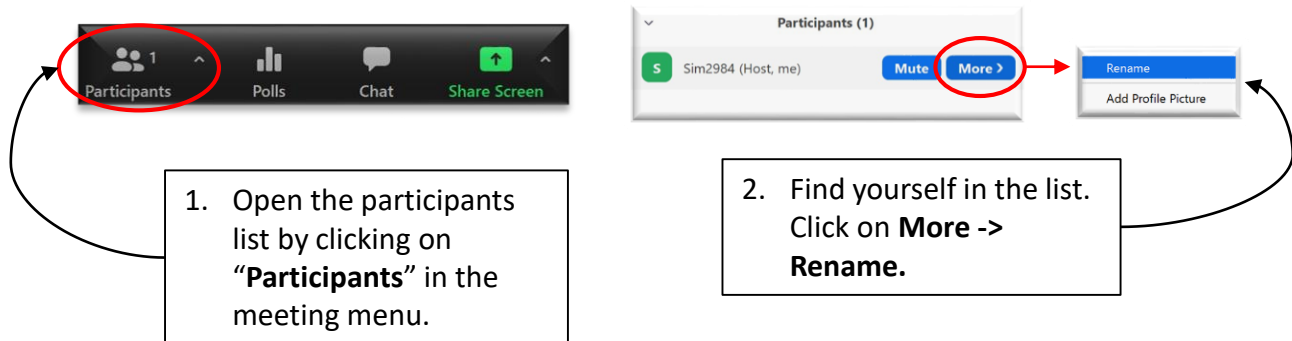 1
Participants
Polls
Chat
Share Screen
Participants (1)
S
Sim2984 (Host, me)
Mute
More >
Rename
Add Profile Picture
1. Open the participants
list by clicking on
“Participants” in the
meeting menu.
2. Find yourself in the list.
Click on More ->
Rename.